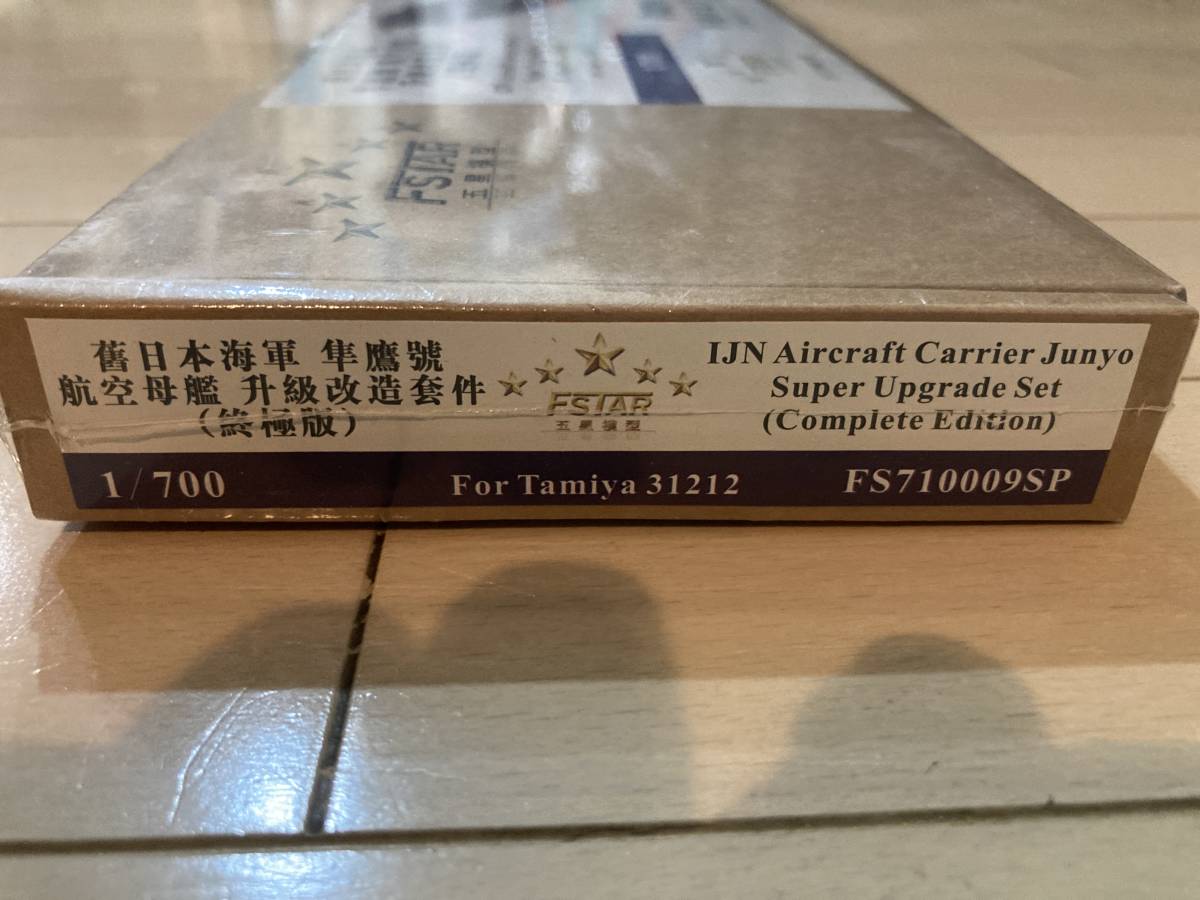 FSTAR
五星模型
舊日本海軍 隼鷹號
航空母艦 升級改造套件
(終極版)
FSTAR
五星模型
IJN Aircraft Carrier Junyo
Super Upgrade Set
(Complete Edition)
1/700
For Tamiya 31212
FS710009SP